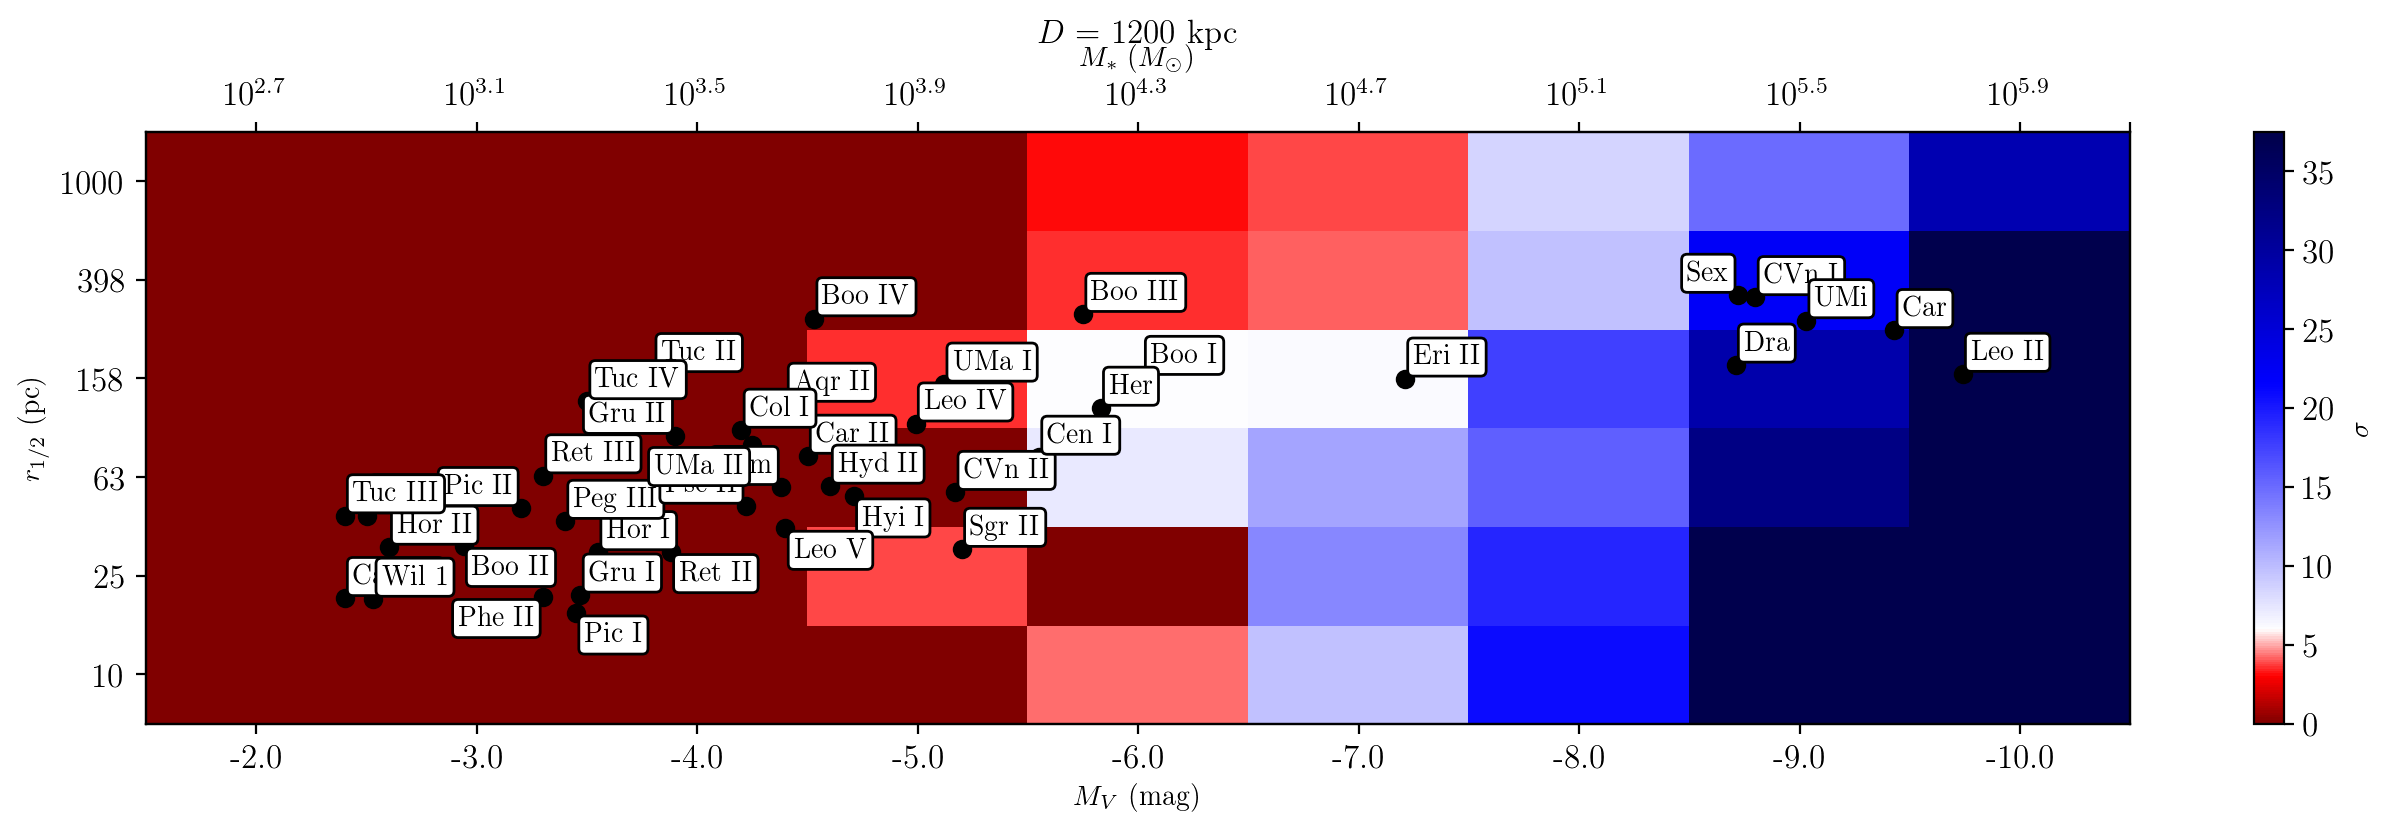 D = 1200 kpc
M* (M⊙)
10^2.7 10^3.1 10^3.5 10^3.9 10^4.3 10^4.7 10^5.1 10^5.5 10^5.9
1000
398
158
63
25
10
r1/2 (pc)
Boo IV
Boo III
Sex
CVn I
UMi
Car
Tuc II
UMa I
Boo I
Eri II
Dra
Leo II
Tuc IV
Aqr II
Her
Gru II
Col I
Leo IV
Ret III
Car II
Cen I
UMa II
Hyd II
CVn II
Tuc III
Pic II
Peg III
Hor II
Hor I
Hyi I
Sgr II
Leo V
Wil 1
Boo II
Gru I
Ret II
Phe II
Pic I
-2.0 -3.0 -4.0 -5.0 -6.0 -7.0 -8.0 -9.0 -10.0
MV (mag)
35
30
25
20
15
10
5
0
σ